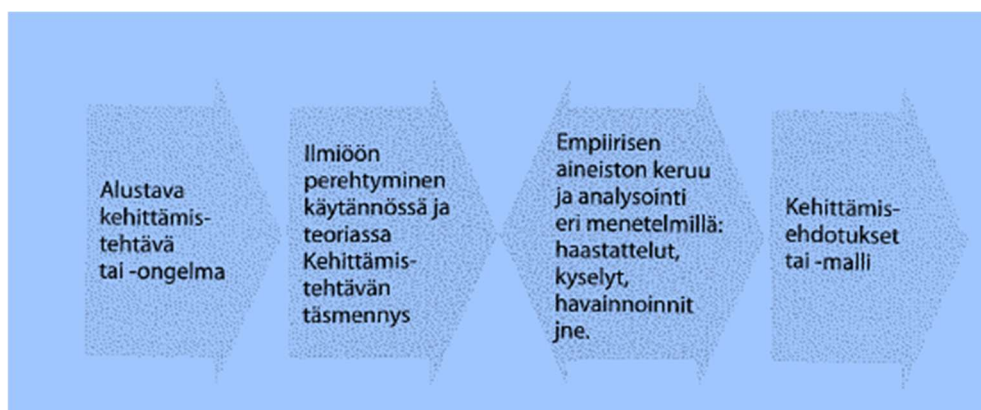 Alustava
kehittämis-
tehtävä
tai -ongelma
Ilmiöön
perehtyminen
käytännössä ja
teoriassa
Kehittämis-
tehtävän
täsmennys
Empiirisen
aineiston keruu
ja analysointi
eri menetelmillä:
haastattelut,
kyselyt,
havainnoinnit
jne.
Kehittämis-
ehdotukset
tai -malli